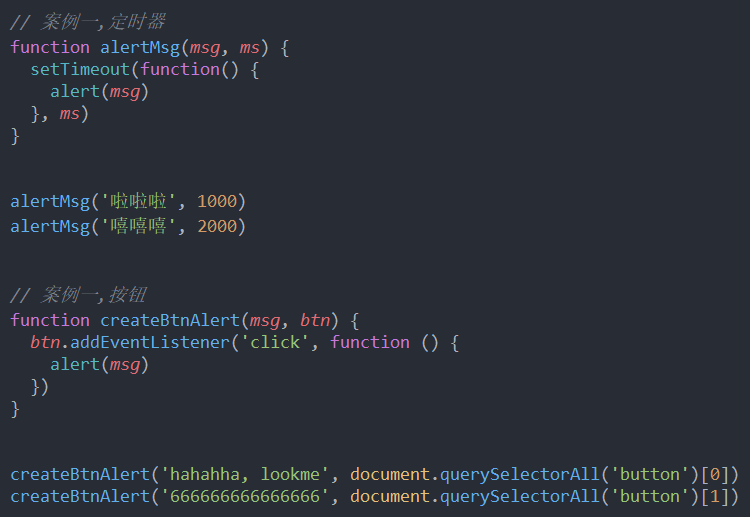 // 案例一,定时器
function alertMsg(msg, ms) {
  setTimeout(function() {
    alert(msg)
  }, ms)
}
alertMsg('啦啦啦', 1000)
alertMsg('嘻嘻嘻', 2000)
// 案例一,按钮
function createBtnAlert(msg, btn) {
  btn.addEventListener('click', function () {
    alert(msg)
  })
}
createBtnAlert('hahahha, lookme', document.querySelectorAll('button')[0])
createBtnAlert('666666666666666', document.querySelectorAll('button')[1])